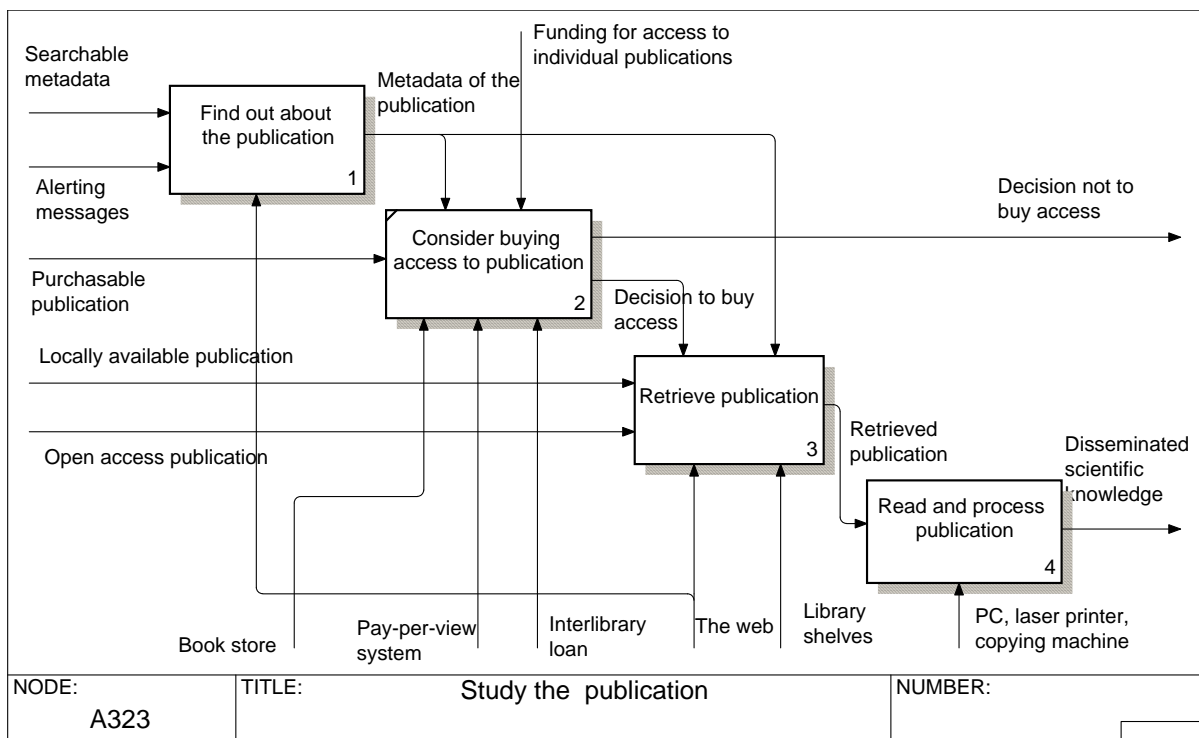 Searchable
metadata
Funding for access to
individual publications
Metadata of the
publication
Find out about
the publication
1
Alerting
messages
Decision not to
buy access
Consider buying
access to publication
2
Purchasable
publication
Decision to buy
access
Locally available publication
Retrieve publication
3
Open access publication
Retrieved
publication
Disseminated
scientific
knowledge
Read and process
publication
4
Book store
Pay-per-view
system
Interlibrary
loan
The web
Library
shelves
PC, laser printer,
copying machine
NODE:
A323
TITLE:
Study the  publication
NUMBER: